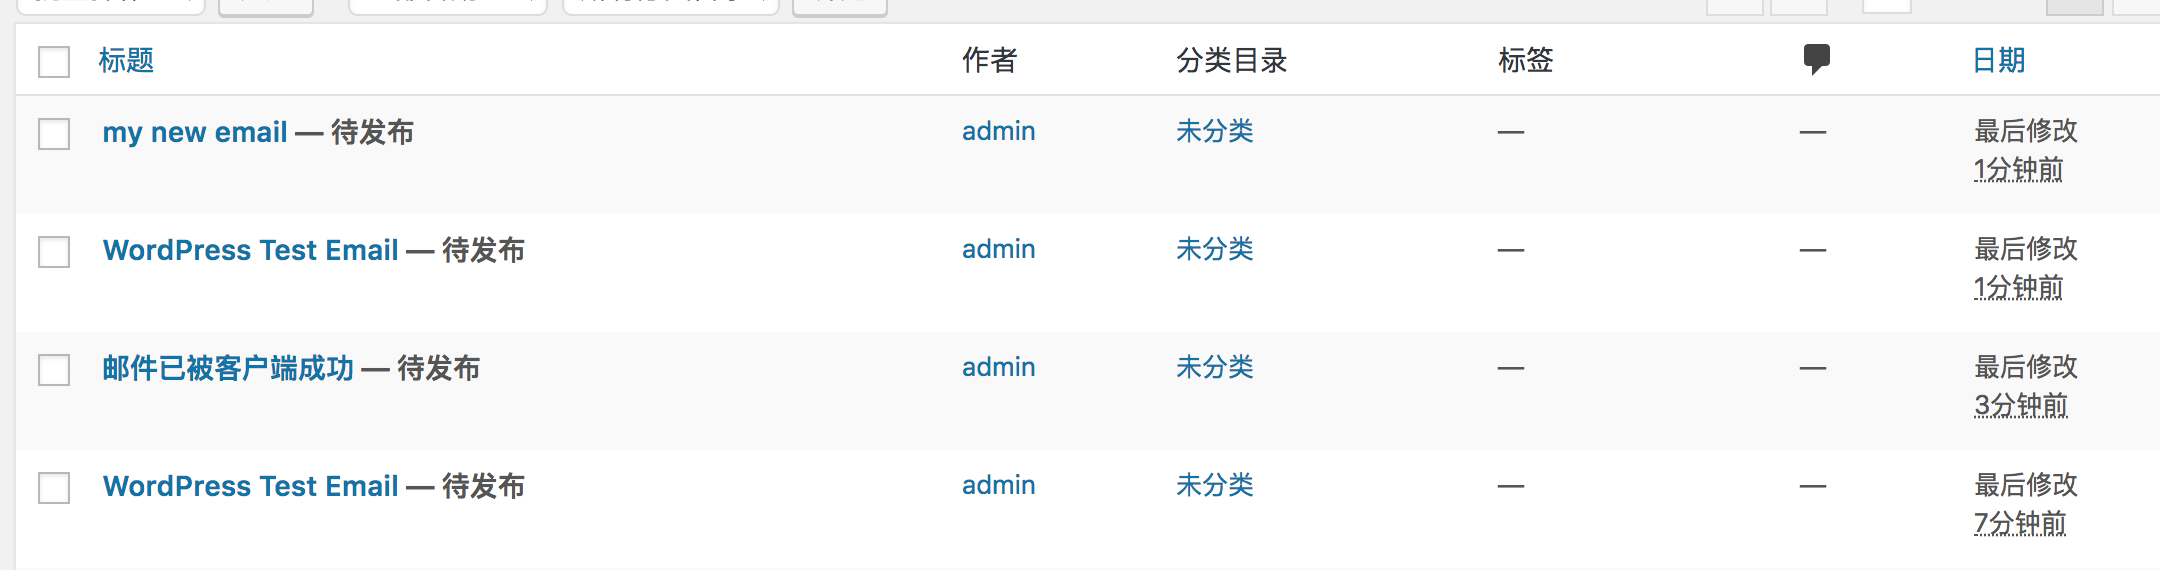 标题 作者 分类目录 标签 日期
my new email — 待发布 admin 未分类 — — 最后修改
1分钟前
WordPress Test Email — 待发布 admin 未分类 — — 最后修改
1分钟前
邮件已被客户端成功 — 待发布 admin 未分类 — — 最后修改
3分钟前
WordPress Test Email — 待发布 admin 未分类 — — 最后修改
7分钟前